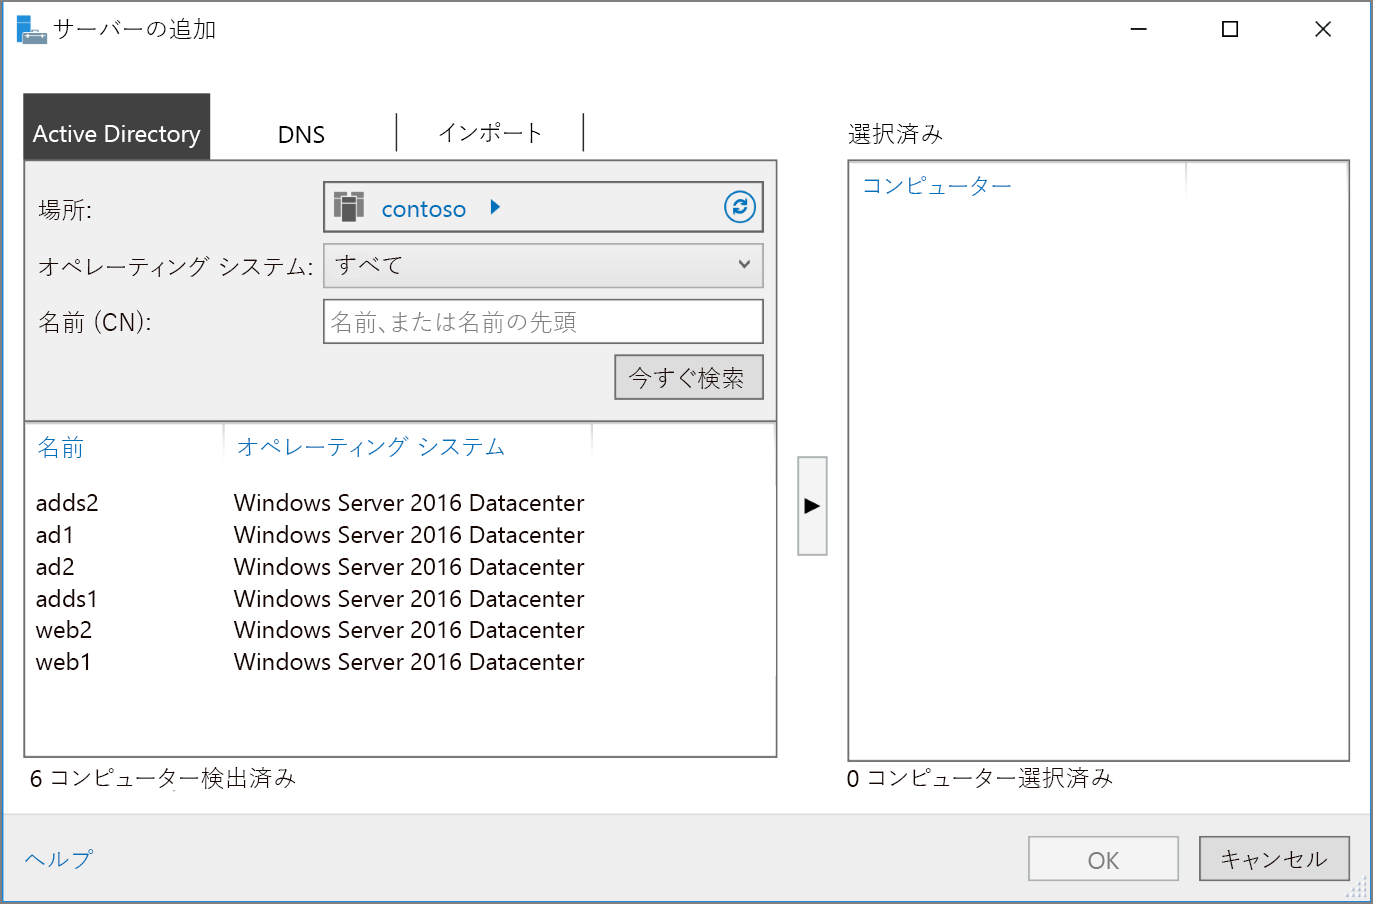 サーバーの追加
Active Directory DNS インポート
選択済み
場所: contoso
オペレーティング システム: すべて
名前 (CN): 名前、または名前の先頭
今すぐ検索
コンピューター
名前 オペレーティング システム
adds2 Windows Server 2016 Datacenter
ad1 Windows Server 2016 Datacenter
ad2 Windows Server 2016 Datacenter
adds1 Windows Server 2016 Datacenter
web2 Windows Server 2016 Datacenter
web1 Windows Server 2016 Datacenter
6 コンピューター検出済み
0 コンピューター選択済み
ヘルプ
OK キャンセル